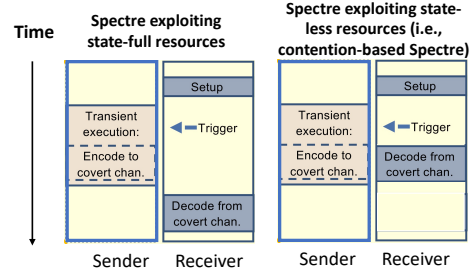 Time
Spectre exploiting
state-full resources
Spectre exploiting state-
less resources (i.e.,
contention-based Spectre)
Setup
Transient
execution:
Trigger
Encode to
covert chan.
Decode from
covert chan.
Sender
Receiver
Setup
Transient
execution:
Trigger
Encode to
covert chan.
Decode from
covert chan.
Sender
Receiver